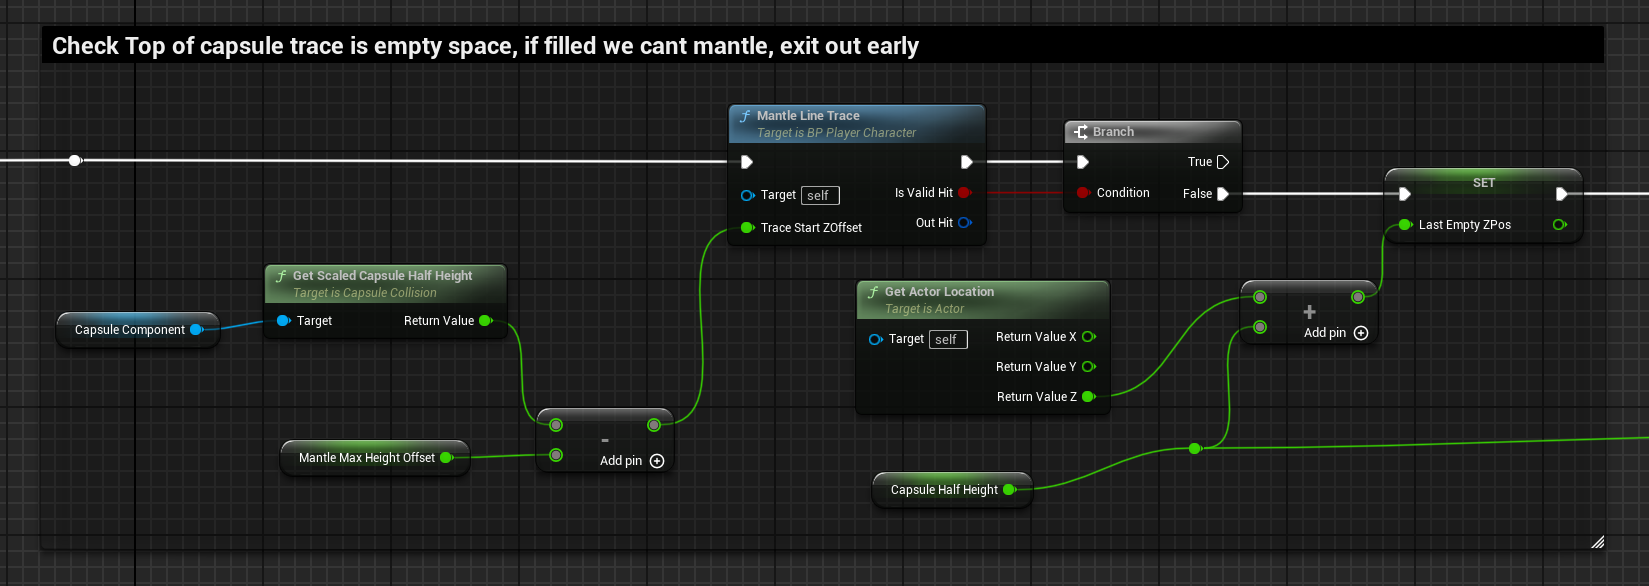 Check Top of capsule trace is empty space, if filled we cant mantle, exit out early
Mantle Line Trace
Target is BP Player Character
Target self
Is Valid Hit
Trace Start ZOffset
Out Hit
Branch
True
Condition
False
SET
Last Empty ZPos
Get Scaled Capsule Half Height
Target is Capsule Collision
Capsule Component
Target
Return Value
Get Actor Location
Target is Actor
Target self
Return Value X
Return Value Y
Return Value Z
+
Add pin
Mantle Max Height Offset
-
Add pin
Capsule Half Height